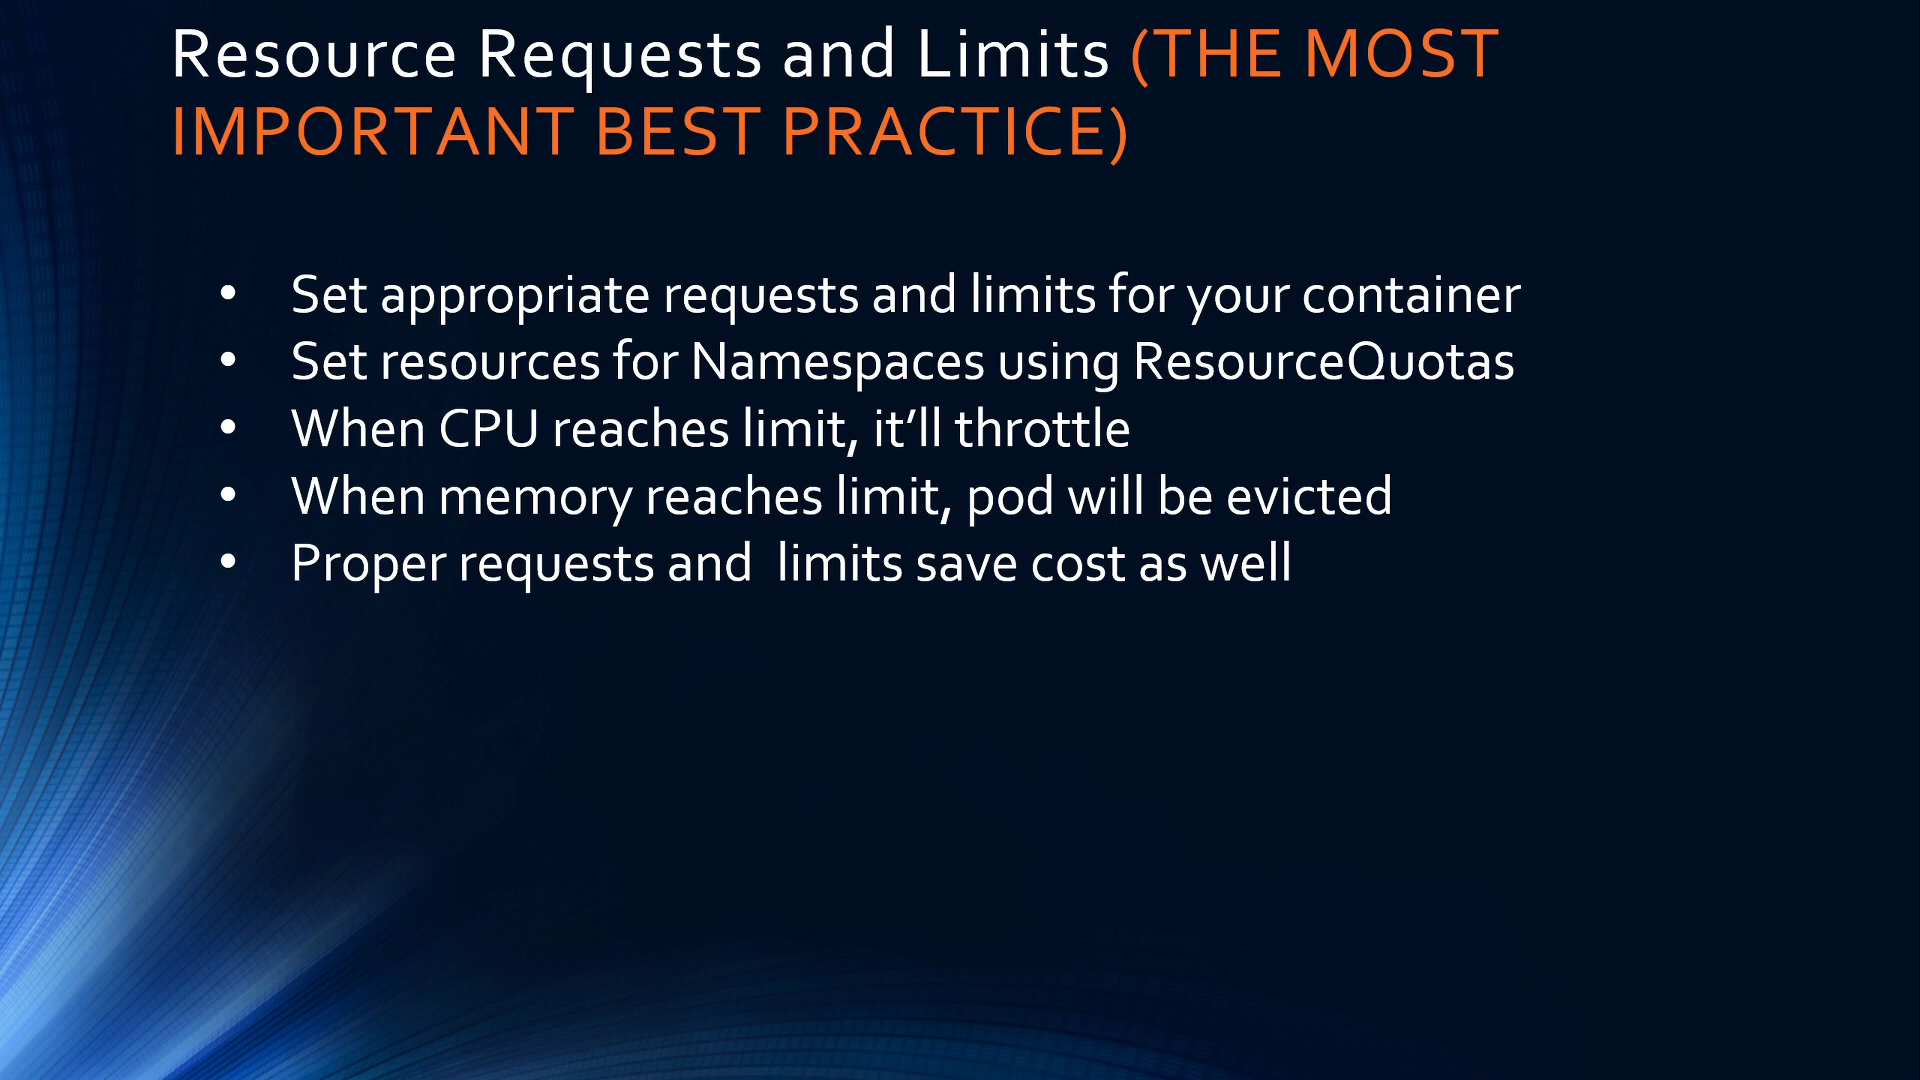 Resource Requests and Limits (THE MOST
IMPORTANT BEST PRACTICE)
• Set appropriate requests and limits for your container
• Set resources for Namespaces using ResourceQuotas
• When CPU reaches limit, it’ll throttle
• When memory reaches limit, pod will be evicted
• Proper requests and  limits save cost as well